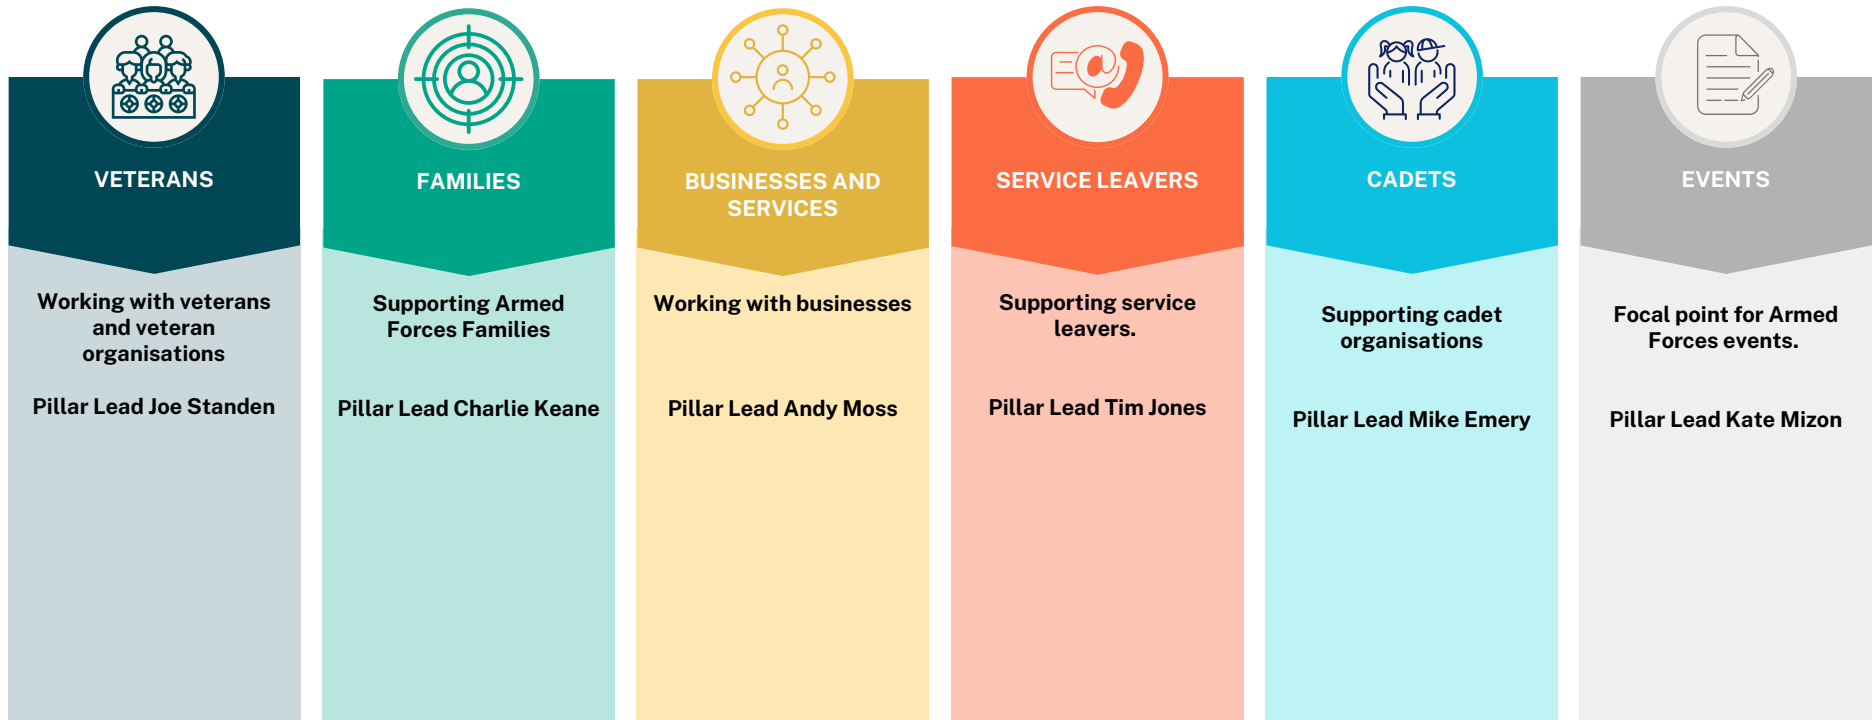 VETERANS
Working with veterans
and veteran
organisations
Pillar Lead Joe Standen
FAMILIES
Supporting Armed
Forces Families
Pillar Lead Charlie Keane
BUSINESSES AND
SERVICES
Working with businesses
Pillar Lead Andy Moss
SERVICE LEAVERS
Supporting service
leavers.
Pillar Lead Tim Jones
CADETS
Supporting cadet
organisations
Pillar Lead Mike Emery
EVENTS
Focal point for Armed
Forces events.
Pillar Lead Kate Mizon